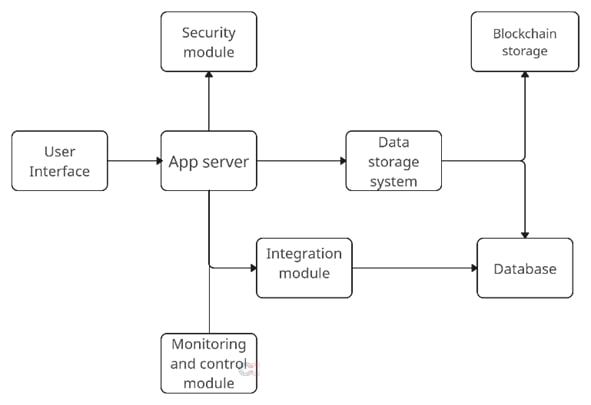 Security
module
Blockchain
storage
User
Interface
App server
Data
storage
system
Integration
module
Database
Monitoring
and control
module